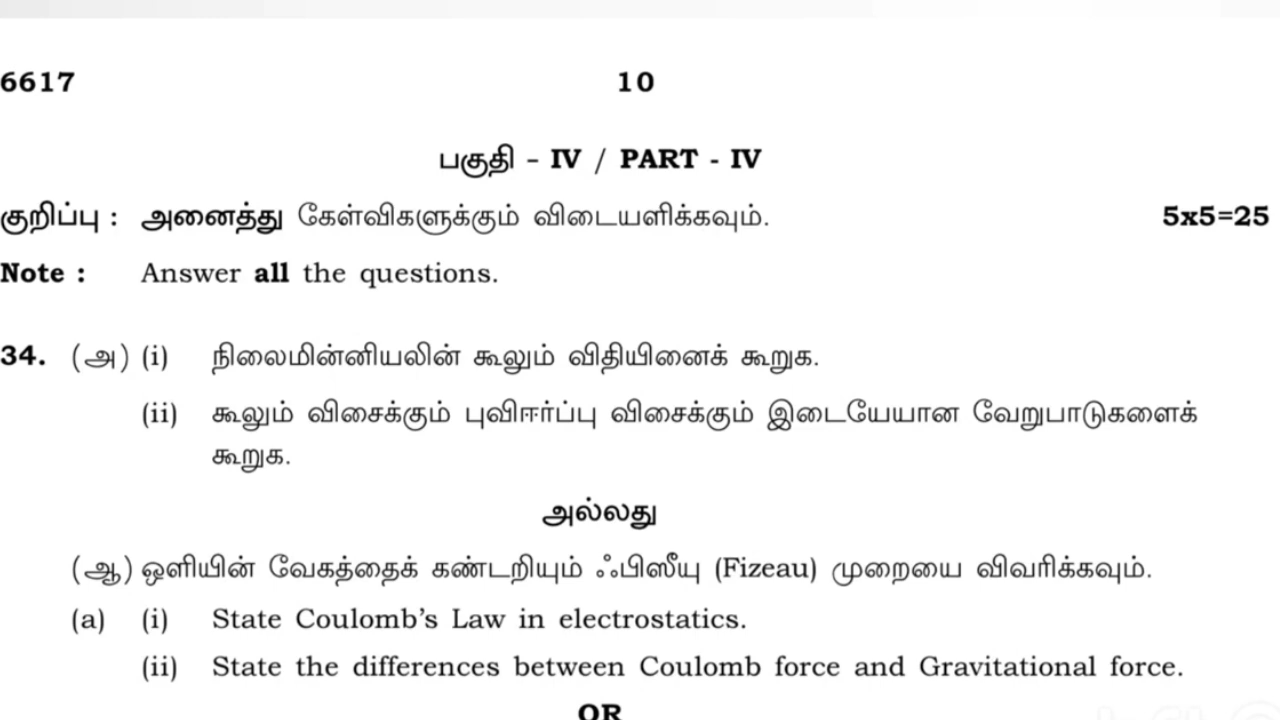 6617 10
பகுதி - IV / PART - IV
குறிப்பு : அனைத்து கேள்விகளுக்கும் விடையளிக்கவும். 5x5=25
Note : Answer all the questions.
34. (அ) (i) நிலைமின்னியலின் கூலும் விதியினைக் கூறுக.
(ii) கூலும் விசைக்கும் புவிஈர்ப்பு விசைக்கும் இடையேயான வேறுபாடுகளைக்
கூறுக.
அல்லது
(ஆ) ஒளியின் வேகத்தைக் கண்டறியும் ஃபிஸீயு (Fizeau) முறையை விவரிக்கவும்.
(a) (i) State Coulomb's Law in electrostatics.
(ii) State the differences between Coulomb force and Gravitational force.
OR